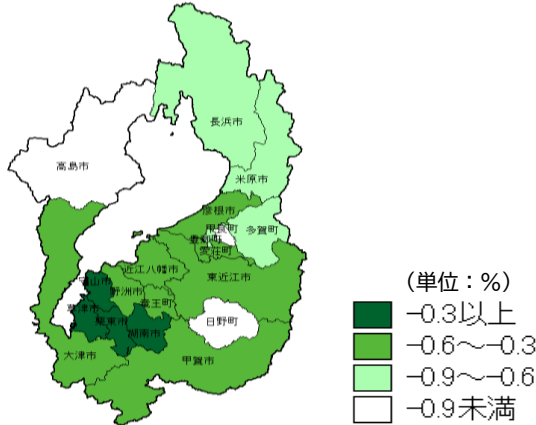 長浜市
高島市
米原市
彦根市
甲良町
多賀町
豊郷町
愛荘町
近江八幡市
東近江市
守山市
野洲市
竜王町
草津市
栗東市
湖南市
日野町
大津市
甲賀市
(単位：%)
-0.3以上
-0.6～-0.3
-0.9～-0.6
-0.9未満